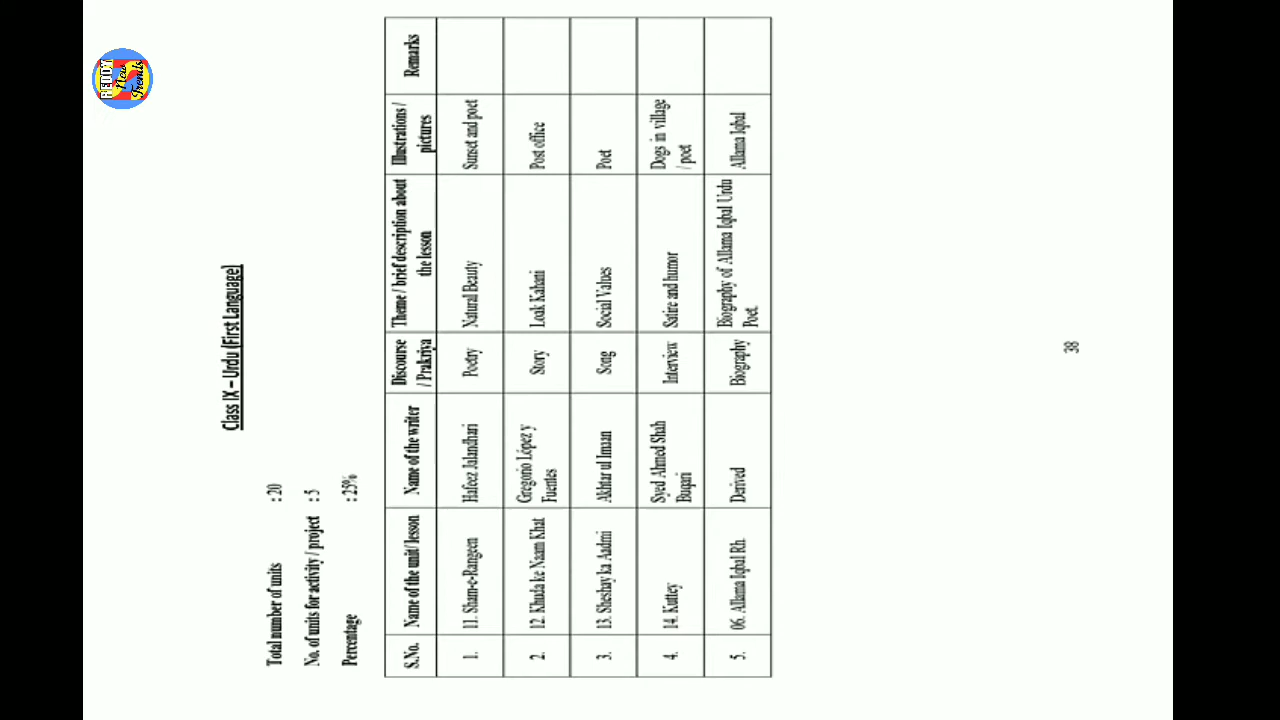 REDDY
New
Trends
Class IX – Urdu (First Language)
Total number of units : 20
No. of units for activity / project : 5
Percentage : 25%
S.No. Name of the unit/ lesson Name of the writer Discourse / Prakriya Theme / brief description about the lesson Illustrations / pictures Remarks
1. 11. Sham-e-Rangeen Hafeez Jalandhari Poetry Natural Beauty Sunset and poet
2. 12. Khuda ke Naam Khat Gregorio López y Fuentes Story Loak Kahani Post office
3. 13. Sheshay ka Aadmi Akhtar ul Imaan Song Social Values Poet
4. 14. Kuttey Syed Ahmed Shah Buqari Interview Satire and humor Dogs in village / poet
5. 06. Allama Iqbal Rh. Derived Biography Biography of Allama Iqbal Urdu Poet. Allama Iqbal
38